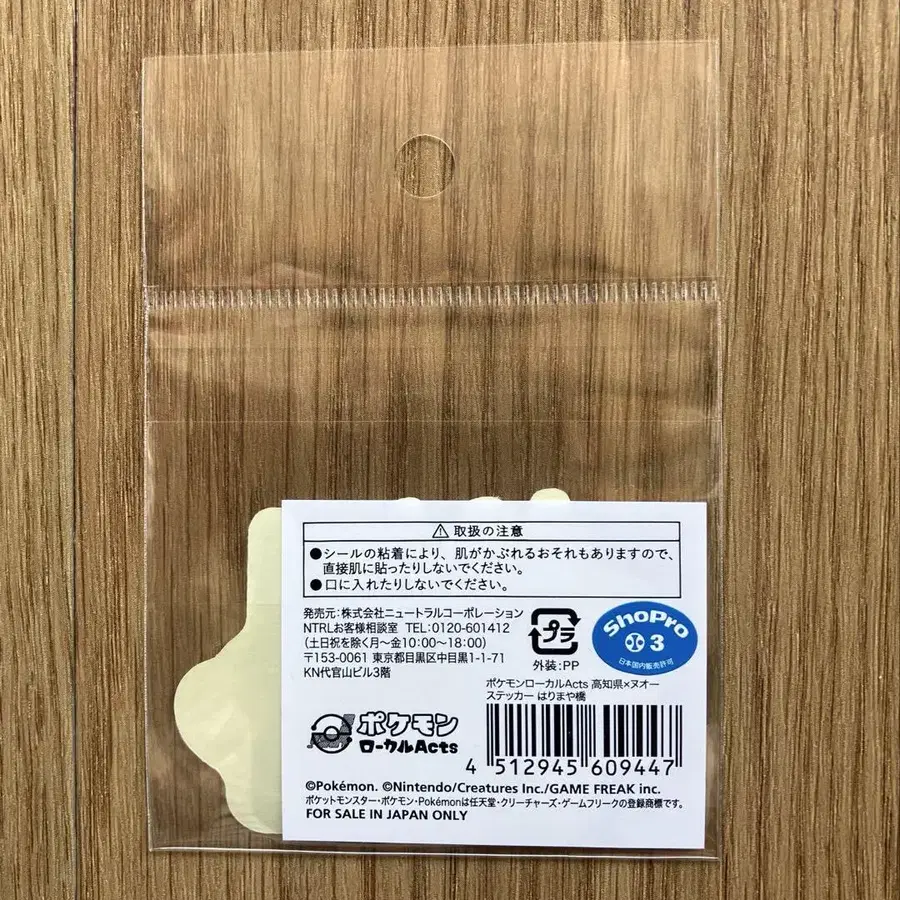 ⚠取扱の注意
●シールの粘着により、肌がかぶれるおそれもありますので、
直接肌に貼ったりしないでください。
●口に入れたりしないでください。
発売元:株式会社ニュートラルコーポレーション
NTRLお客様相談室 TEL:0120-601412
(土日祝を除く月〜金10:00〜18:00)
〒153-0061 東京都目黒区中目黒1-1-71
KN代官山ビル3階
プラ
外装:PP
ShoPro
3
日本国内販売許可
ポケモンローカルActs 高知県×ヌオー
ステッカー はりまや橋
ポケモン
ローカルActs
4 512945 609447
©Pokémon. ©Nintendo/Creatures Inc./GAME FREAK inc.
ポケットモンスター・ポケモン・Pokémonは任天堂・クリーチャーズ・ゲームフリークの登録商標です。
FOR SALE IN JAPAN ONLY